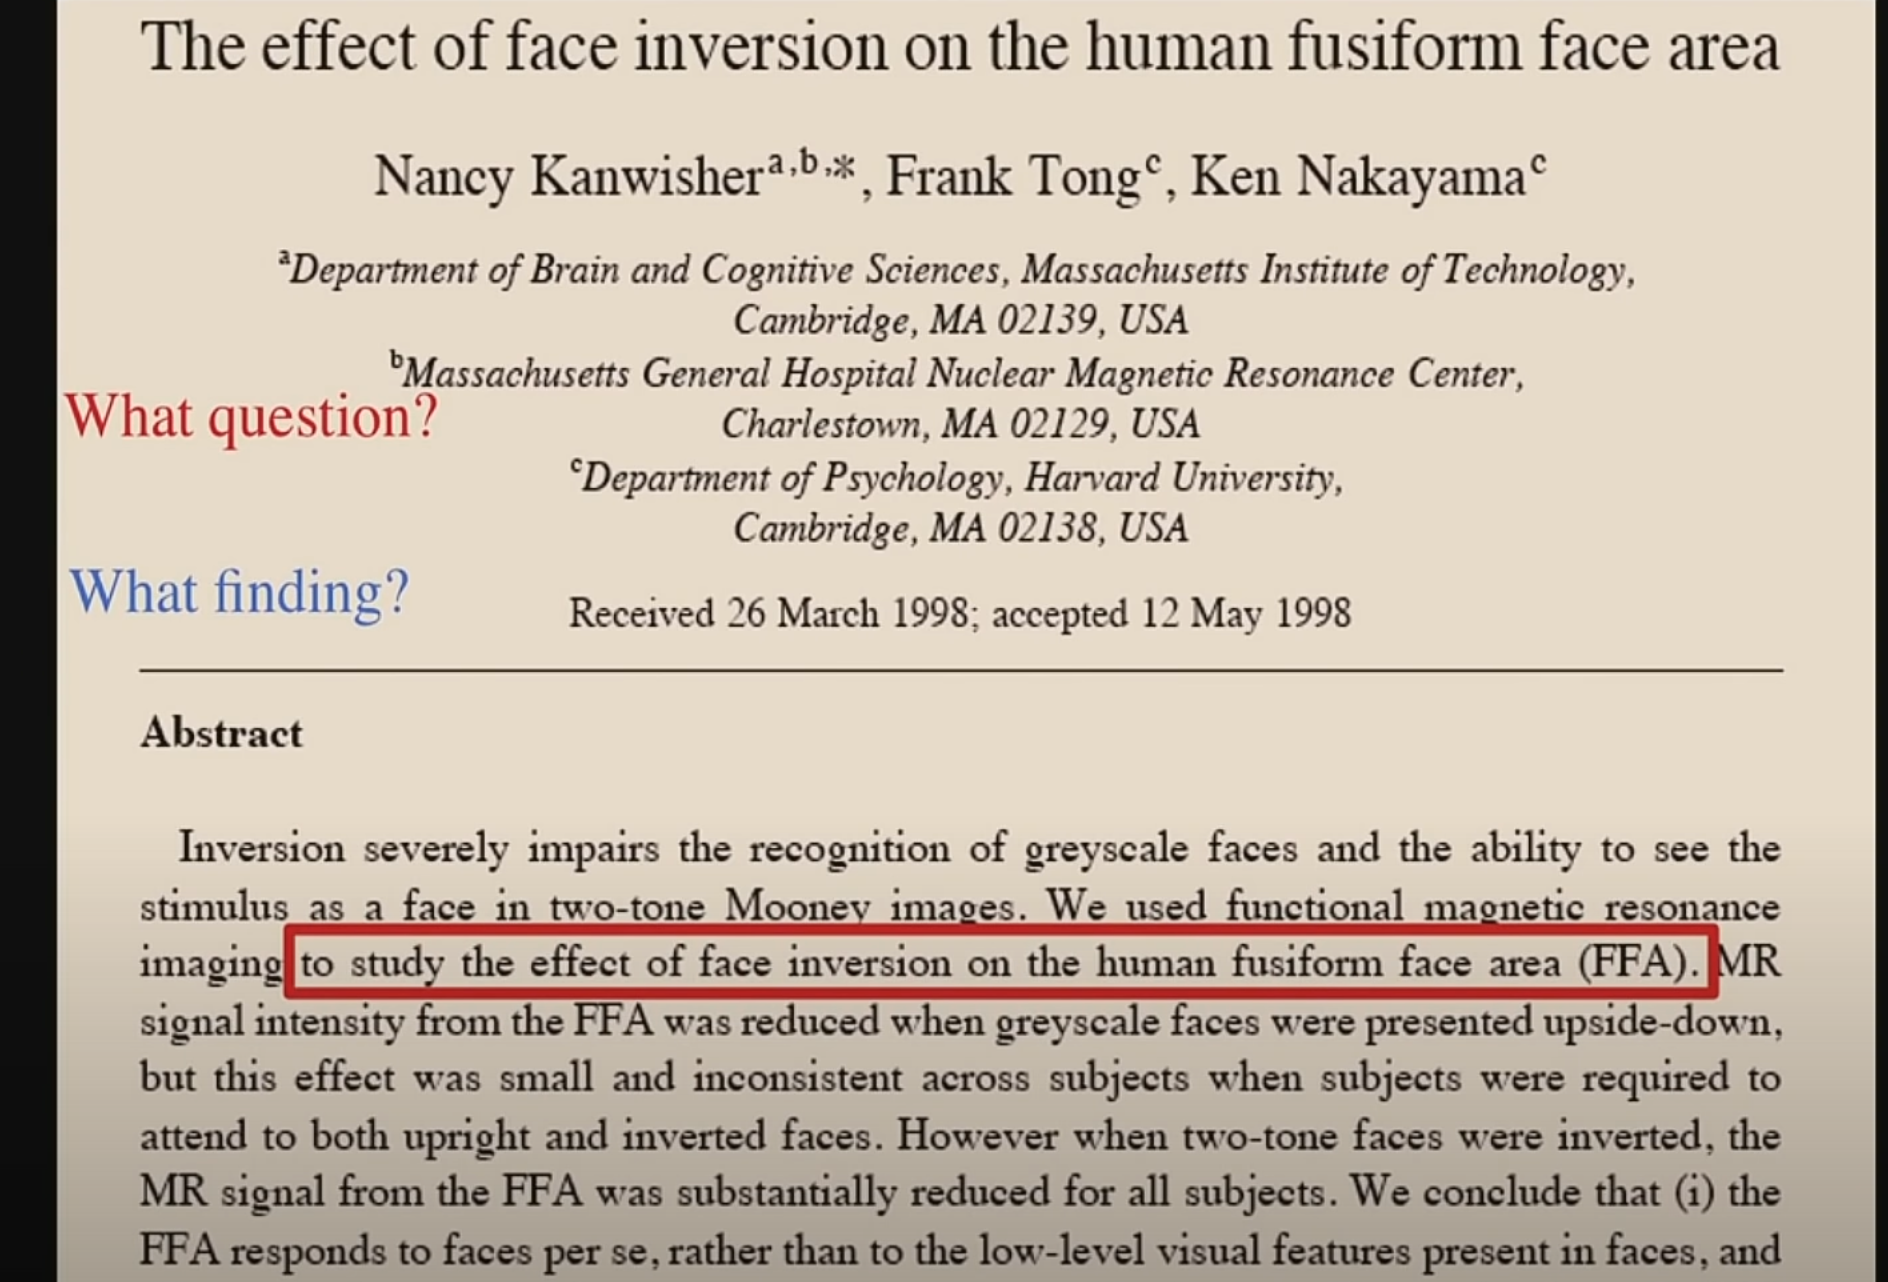 The effect of face inversion on the human fusiform face area
Nancy Kanwisher a,b,*, Frank Tong c, Ken Nakayama c
a Department of Brain and Cognitive Sciences, Massachusetts Institute of Technology,
Cambridge, MA 02139, USA
b Massachusetts General Hospital Nuclear Magnetic Resonance Center,
What question?
Charlestown, MA 02129, USA
c Department of Psychology, Harvard University,
Cambridge, MA 02138, USA
What finding?
Received 26 March 1998; accepted 12 May 1998
Abstract
Inversion severely impairs the recognition of greyscale faces and the ability to see the
stimulus as a face in two-tone Mooney images. We used functional magnetic resonance
imaging to study the effect of face inversion on the human fusiform face area (FFA). MR
signal intensity from the FFA was reduced when greyscale faces were presented upside-down,
but this effect was small and inconsistent across subjects when subjects were required to
attend to both upright and inverted faces. However when two-tone faces were inverted, the
MR signal from the FFA was substantially reduced for all subjects. We conclude that (i) the
FFA responds to faces per se, rather than to the low-level visual features present in faces, and